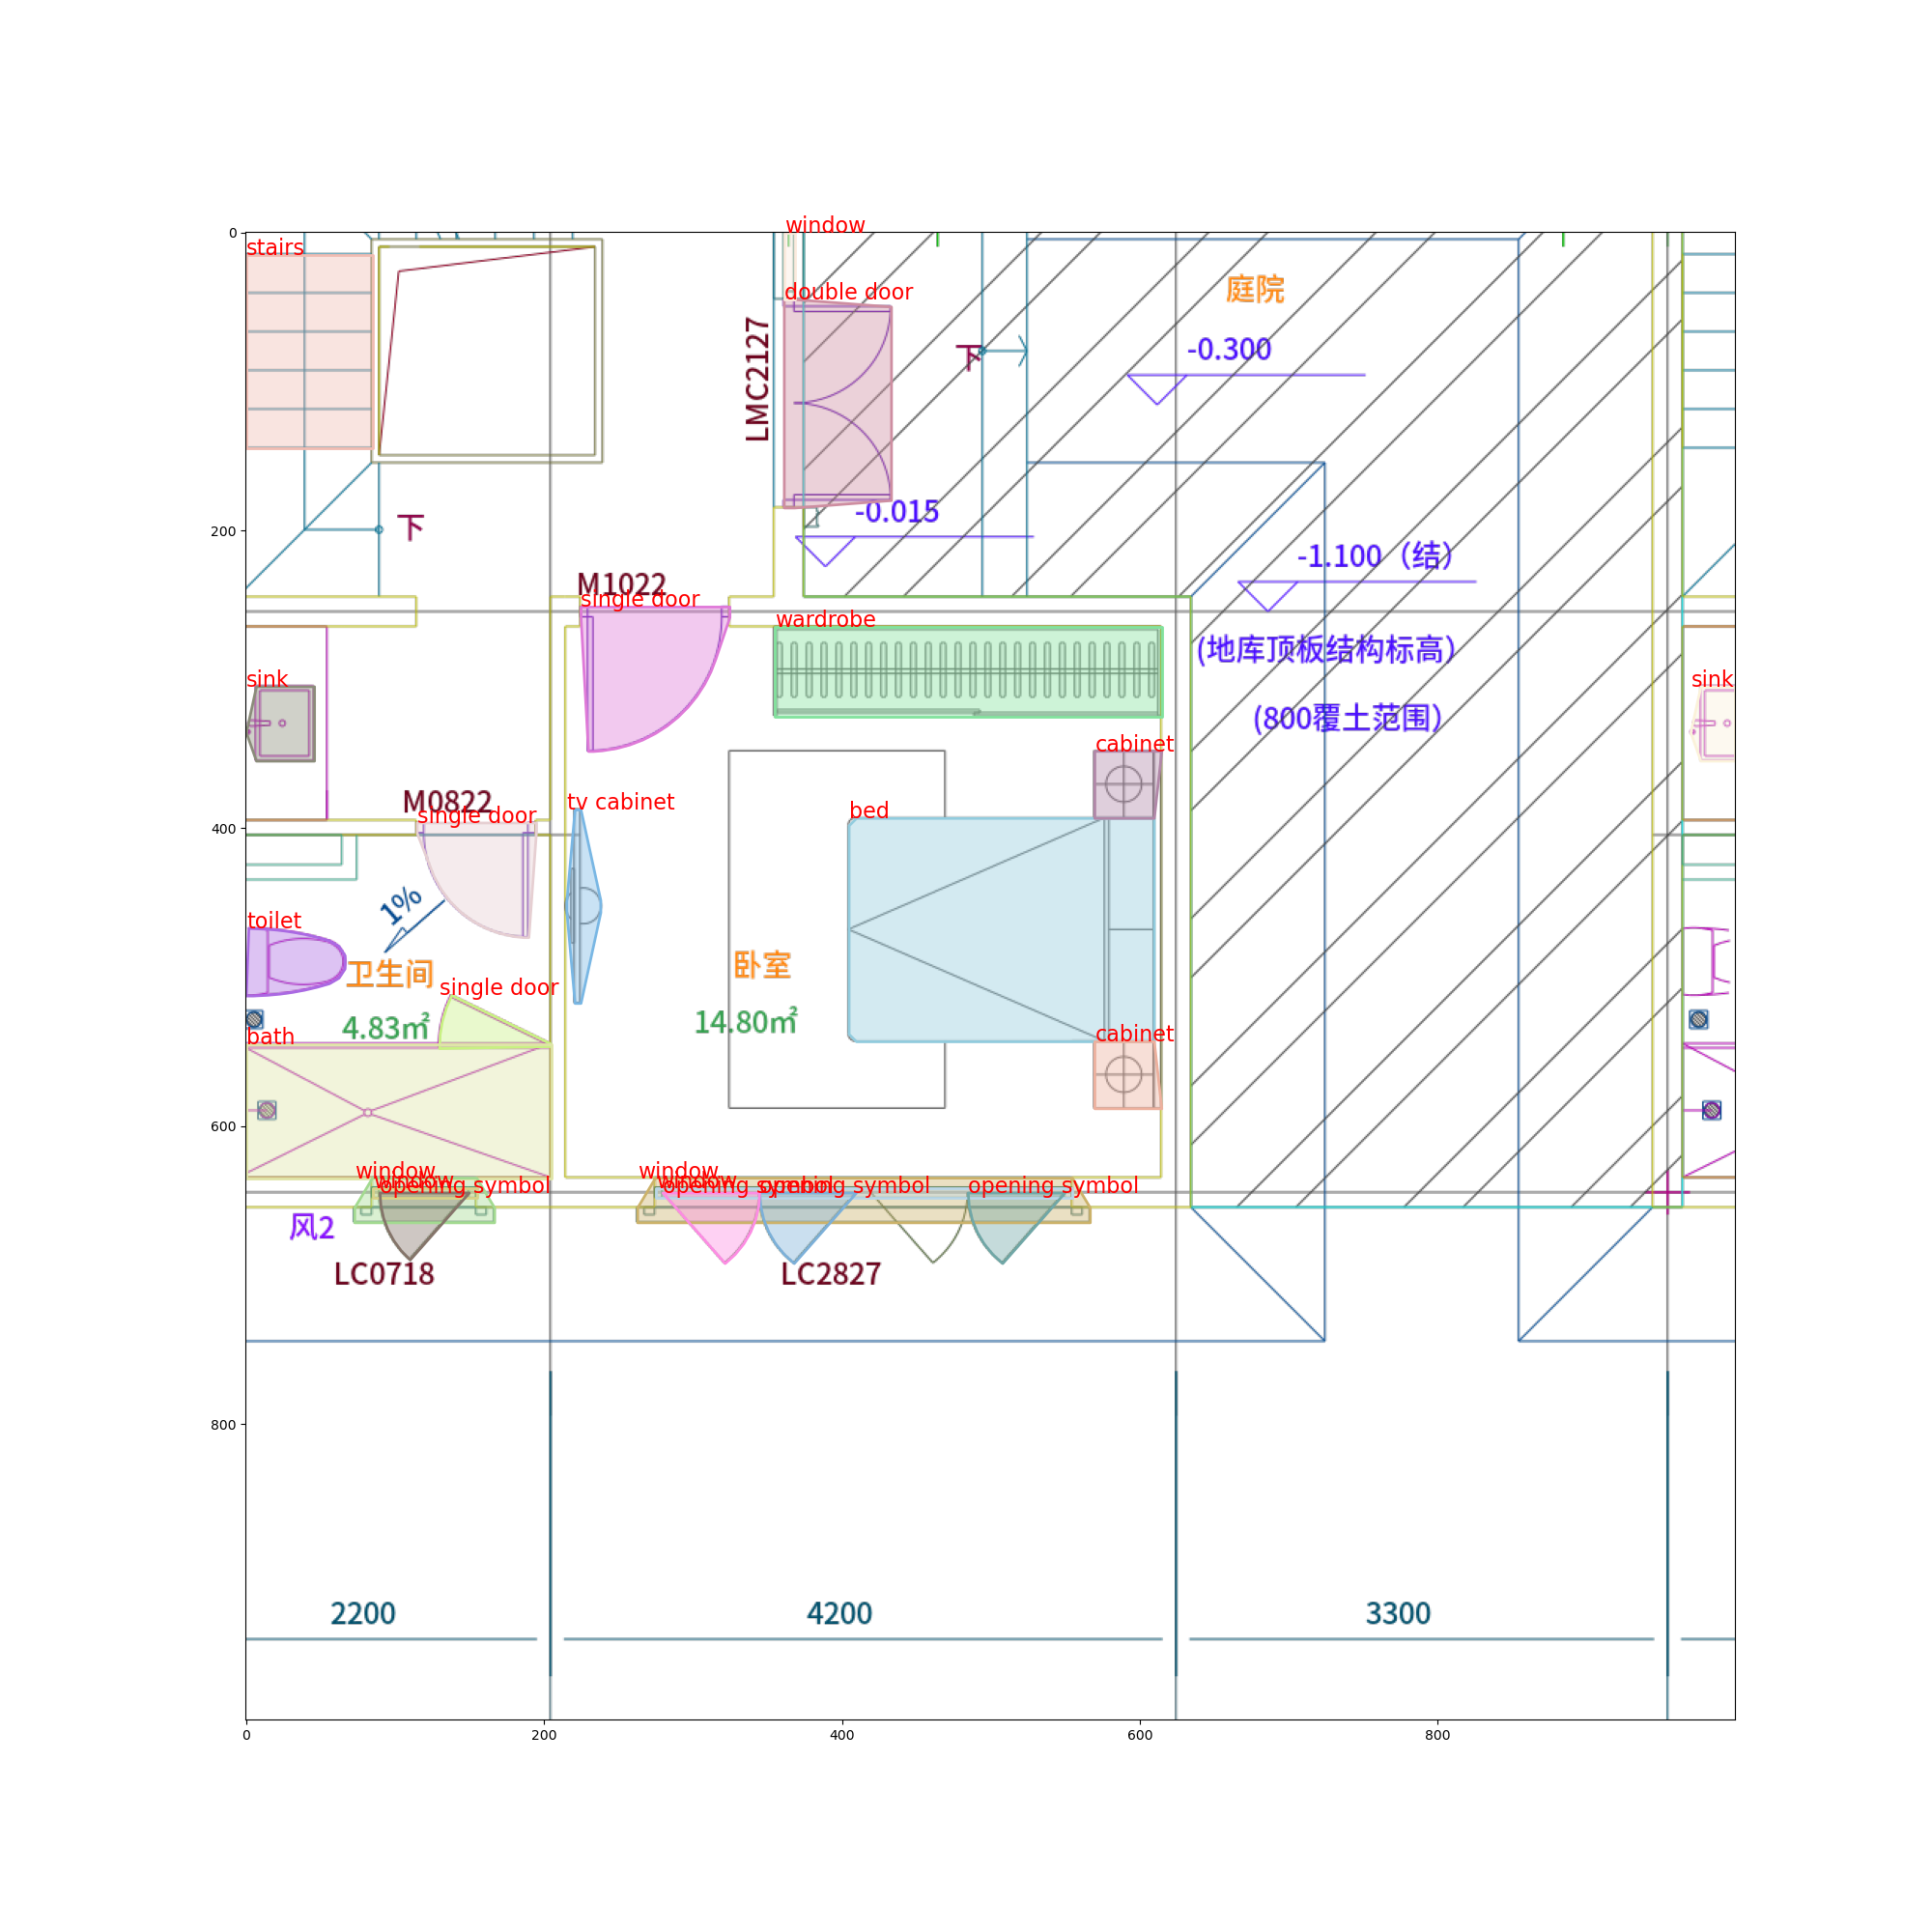 window
0
stairs
double door
庭院
LMC2127
下
-0.300
下
-0.015
200
-1.100（结）
M1022
single door
wardrobe
(地库顶板结构标高)
sink
sink
(800覆土范围)
cabinet
M0822
single door
tv cabinet
bed
400
1%
toilet
卫生间
卧室
single door
4.83㎡
14.80㎡
bath
cabinet
600
window
window
window
window
opening symbol
opening symbol
opening symbol
opening symbol
风2
LC0718
LC2827
800
2200
4200
3300
0
200
400
600
800